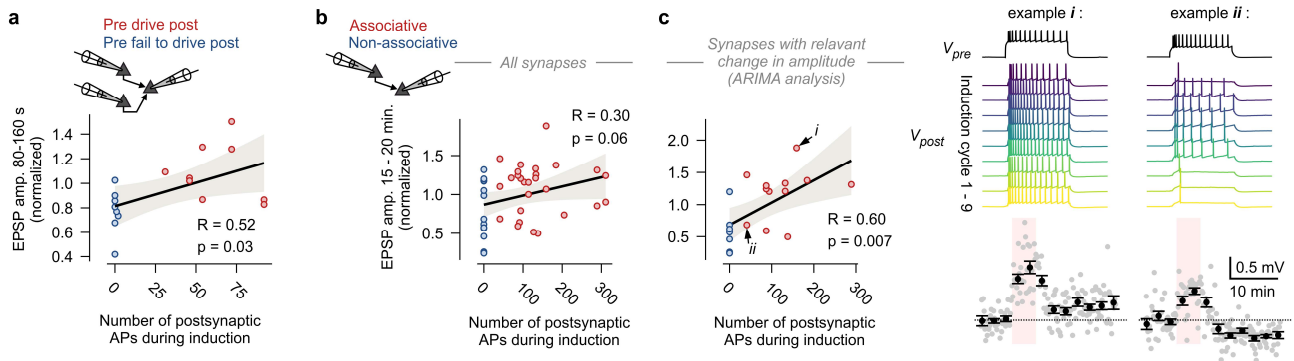 a
Pre drive post
Pre fail to drive post
EPSP amp. 80-160 s
(normalized)
1.4
1.2
1.0
0.8
0.6
0.4
R = 0.52
p = 0.03
0
25
50
75
Number of postsynaptic
APs during induction
b
Associative
Non-associative
All synapses
EPSP amp. 15 - 20 min.
(normalized)
R = 0.30
p = 0.06
1.5
1.0
0.5
0
100
200
300
Number of postsynaptic
APs during induction
c
Synapses with relavant
change in amplitude
(ARIMA analysis)
2.0
1.5
1.0
0.5
i
ii
R = 0.60
p = 0.007
0
100
200
300
Number of postsynaptic
APs during induction
example i :
example ii :
Vpre
Vpost
Induction cycle 1 - 9
0.5 mV
10 min